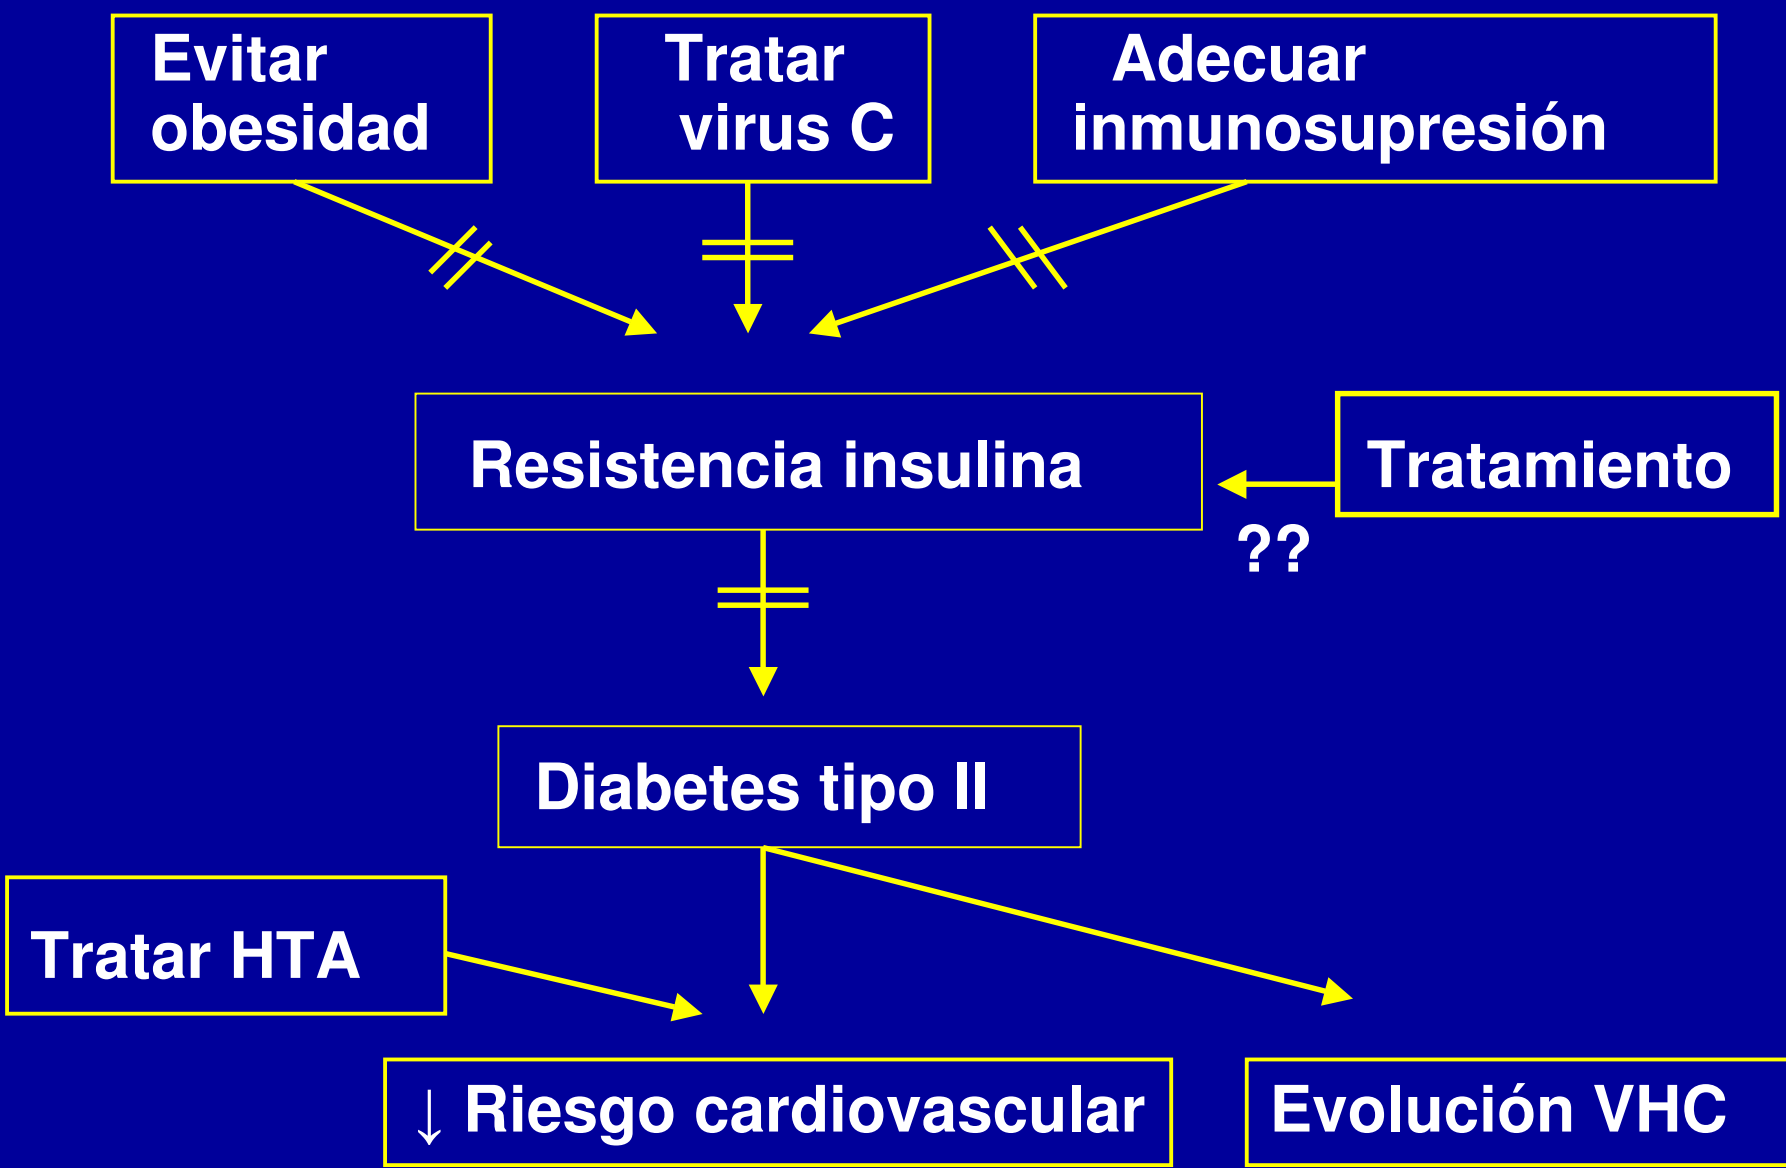 Evitar
obesidad
Tratar
virus C
Adecuar
inmunosupresión
Resistencia insulina
Tratamiento
??
Diabetes tipo II
Tratar HTA
↓ Riesgo cardiovascular
Evolución VHC